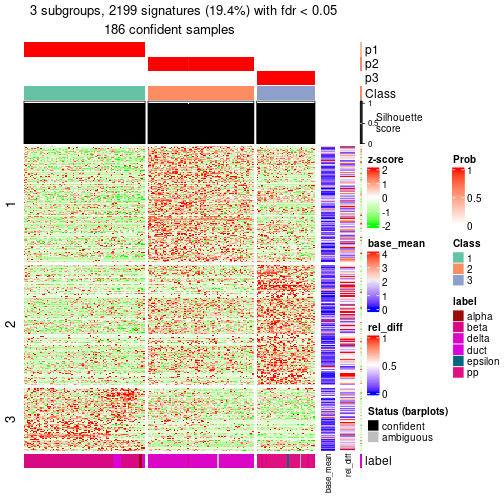 3 subgroups, 2199 signatures (19.4%) with fdr < 0.05
186 confident samples
p1
p2
p3
Class
1
Silhouette
score
0
1
2
3
z-score
2
1
0
-1
-2
Prob
1
0.5
0
base_mean
4
3
2
1
0
Class
1
2
3
rel_diff
1
0.5
0
label
alpha
beta
delta
duct
epsilon
pp
Status (barplots)
confident
ambiguous
label
base_mean
rel_diff